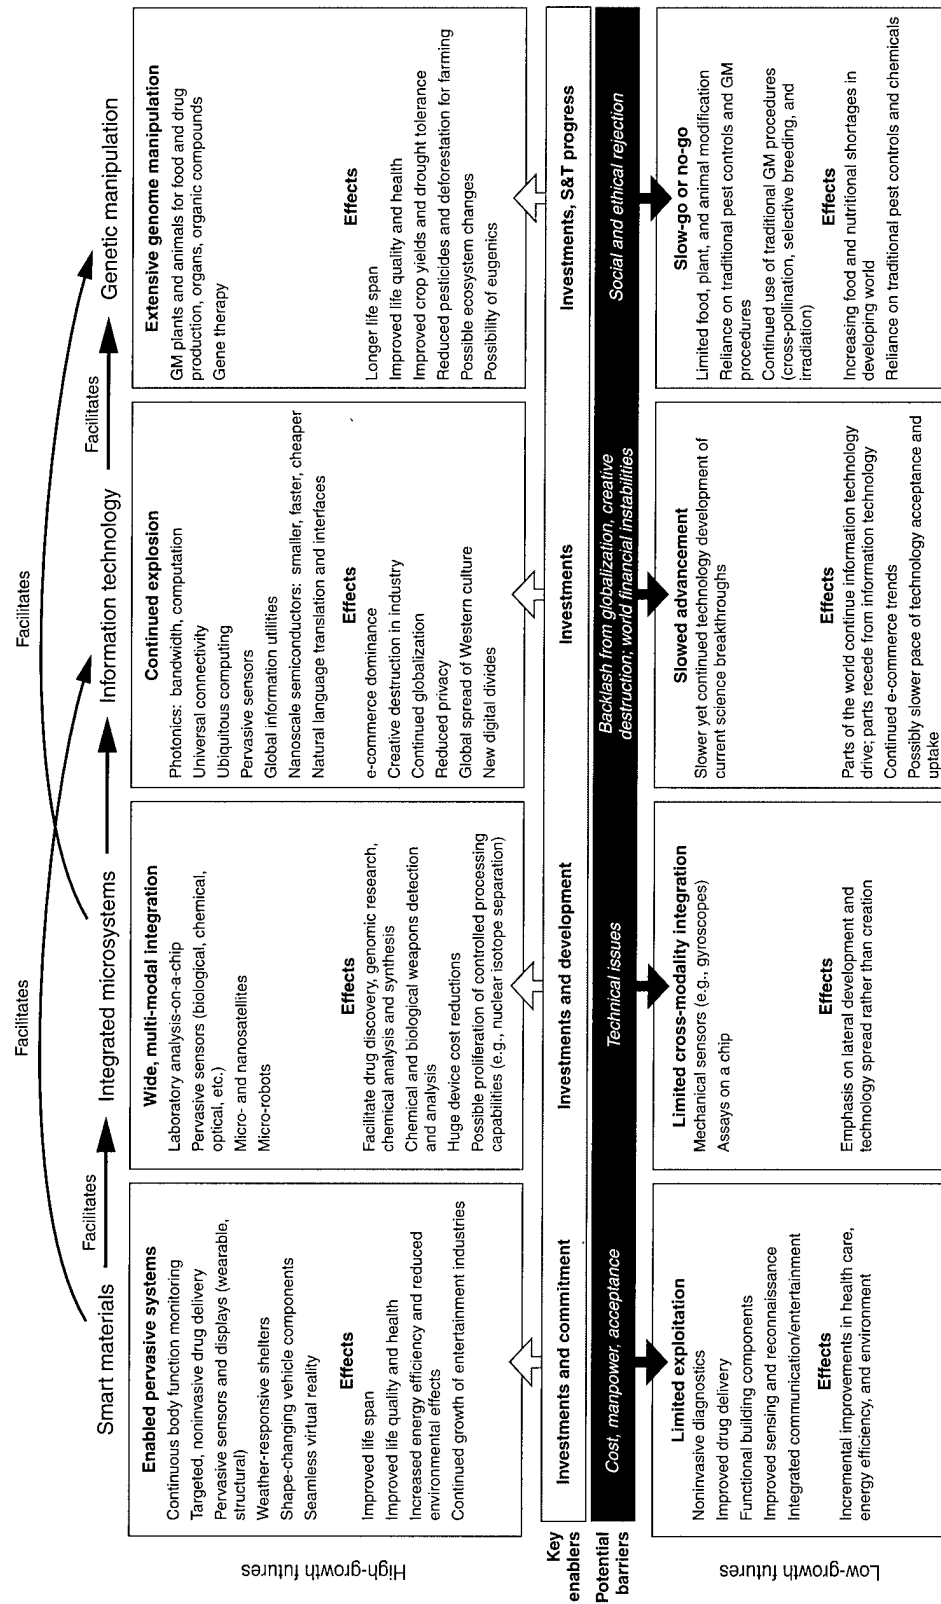 Facilitates
Facilitates
Smart materials
Facilitates
Integrated microsystems
Information technology
Facilitates
Genetic manipulation
High-growth futures
Enabled pervasive systems
Continuous body function monitoring
Targeted, noninvasive drug delivery
Pervasive sensors and displays (wearable,
structural)
Weather-responsive shelters
Shape-changing vehicle components
Seamless virtual reality
Effects
Improved life span
Improved life quality and health
Increased energy efficiency and reduced
environmental effects
Continued growth of entertainment industries
Wide, multi-modal integration
Laboratory analysis-on-a-chip
Pervasive sensors (biological, chemical,
optical, etc.)
Micro- and nanosatellites
Micro-robots
Effects
Facilitate drug discovery, genomic research,
chemical analysis and synthesis
Chemical and biological weapons detection
and analysis
Huge device cost reductions
Possible proliferation of controlled processing
capabilities (e.g., nuclear isotope separation)
Continued explosion
Photonics: bandwidth, computation
Universal connectivity
Ubiquitous computing
Pervasive sensors
Global information utilities
Nanoscale semiconductors: smaller, faster, cheaper
Natural language translation and interfaces
Effects
e-commerce dominance
Creative destruction in industry
Continued globalization
Reduced privacy
Global spread of Western culture
New digital divides
Extensive genome manipulation
GM plants and animals for food and drug
production, organs, organic compounds
Gene therapy
Effects
Longer life span
Improved life quality and health
Improved crop yields and drought tolerance
Reduced pesticides and deforestation for farming
Possible ecosystem changes
Possibility of eugenics
Key
enablers
Investments and commitment
Investments and development
Investments
Investments, S&T progress
Potential
barriers
Cost, manpower, acceptance
Technical issues
Backlash from globalization, creative
destruction; world financial instabilities
Social and ethical rejection
Low-growth futures
Limited exploitation
Noninvasive diagnostics
Improved drug delivery
Functional building components
Improved sensing and reconnaissance
Integrated communication/entertainment
Effects
Incremental improvements in health care,
energy efficiency, and environment
Limited cross-modality integration
Mechanical sensors (e.g., gyroscopes)
Assays on a chip
Effects
Emphasis on lateral development and
technology spread rather than creation
Slowed advancement
Slower yet continued technology development of
current science breakthroughs
Effects
Parts of the world continue information technology
drive; parts recede from information technology
Continued e-commerce trends
Possibly slower pace of technology acceptance and
uptake
Slow-go or no-go
Limited food, plant, and animal modification
Reliance on traditional pest controls and GM
procedures
Continued use of traditional GM procedures
(cross-pollination, selective breeding, and
irradiation)
Effects
Increasing food and nutritional shortages in
developing world
Reliance on traditional pest controls and chemicals